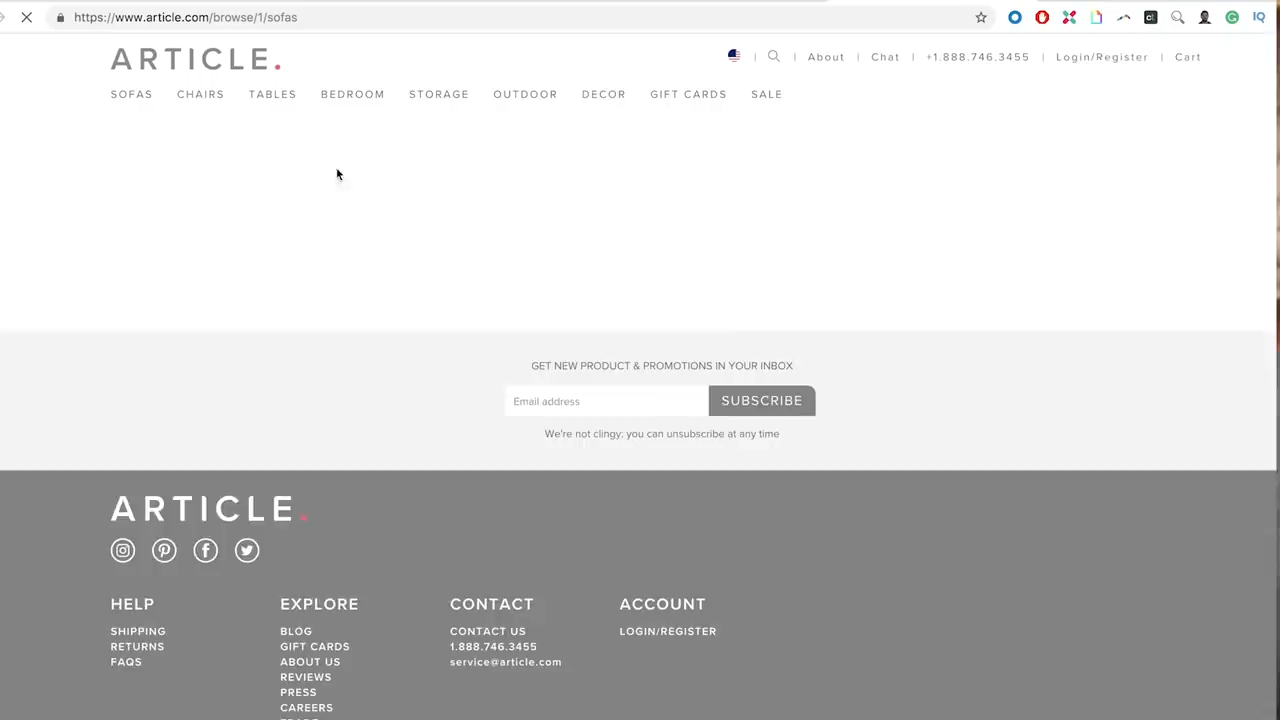 https://www.article.com/browse/1/sofas
ARTICLE.
About
Chat
+1.888.746.3455
Login/Register
Cart
SOFAS CHAIRS TABLES BEDROOM STORAGE OUTDOOR DECOR GIFT CARDS SALE
GET NEW PRODUCT & PROMOTIONS IN YOUR INBOX
Email address
SUBSCRIBE
We're not clingy: you can unsubscribe at any time
ARTICLE.
HELP
SHIPPING
RETURNS
FAQS
EXPLORE
BLOG
GIFT CARDS
ABOUT US
REVIEWS
PRESS
CAREERS
CONTACT
CONTACT US
1.888.746.3455
service@article.com
ACCOUNT
LOGIN/REGISTER